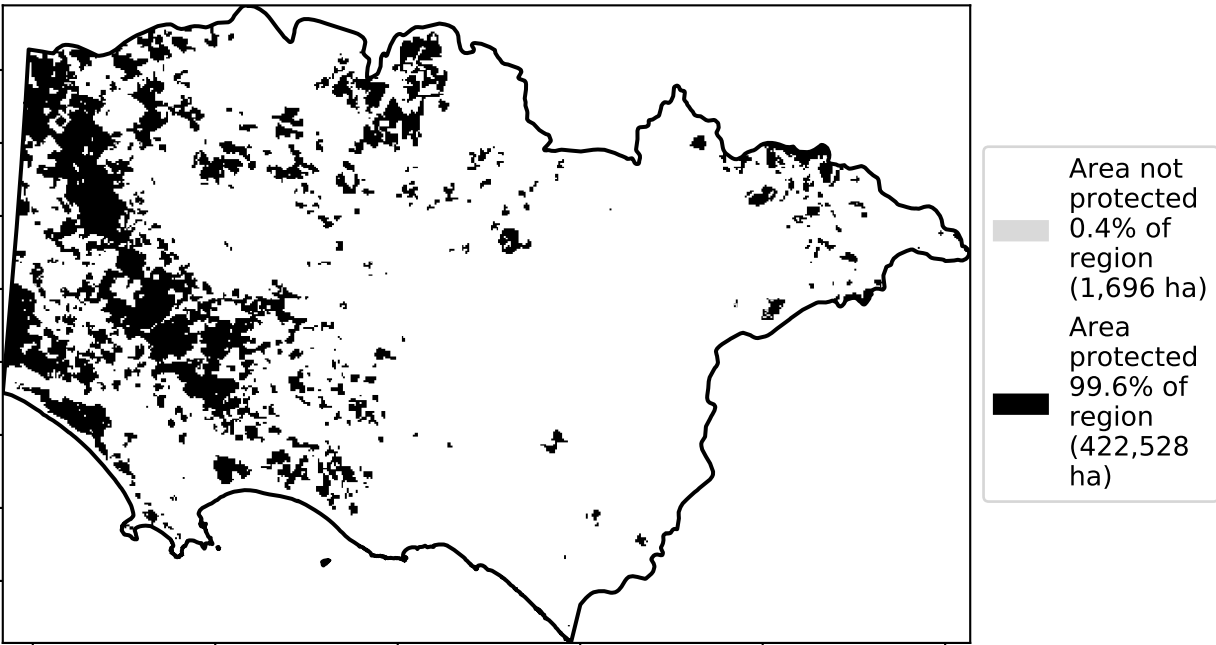 Area not
protected
0.4% of
region
(1,696 ha)
Area
protected
99.6% of
region
(422,528
ha)